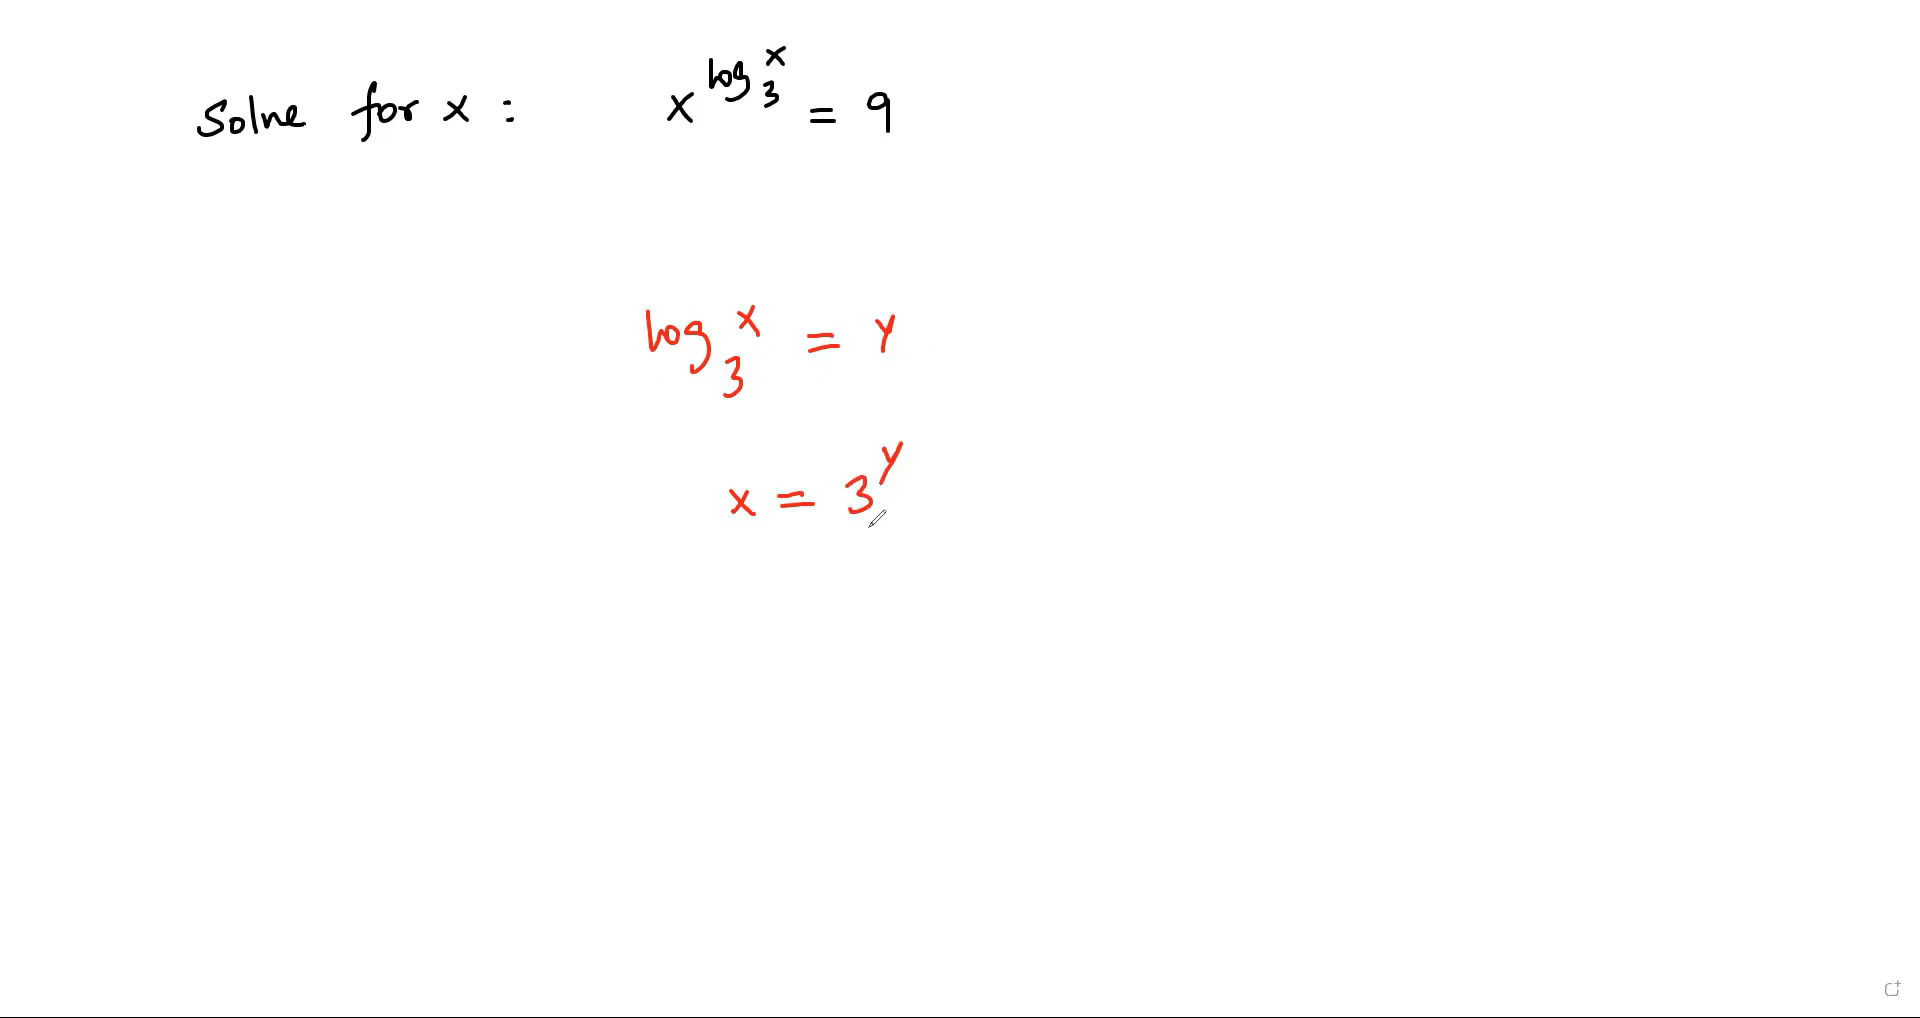 Solve for x : x^log_3^x = 9
log_3^x = y
x = 3^y